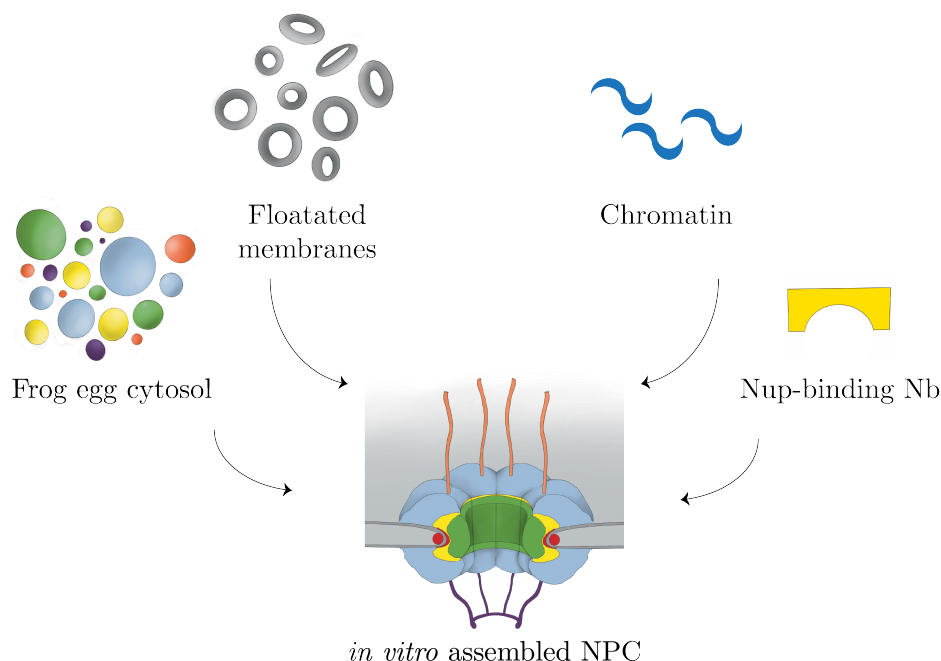 Floatated
membranes
Chromatin
Frog egg cytosol
Nup-binding Nb
in vitro assembled NPC